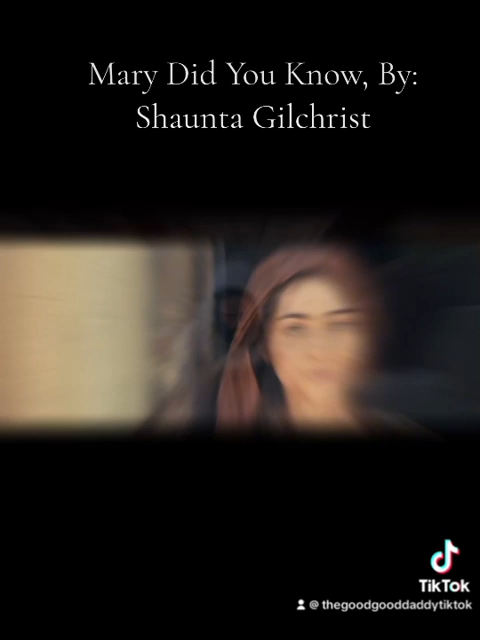 Mary Did You Know, By:
Shaunta Gilchrist
TikTok
@ thegoodgooddaddytiktok